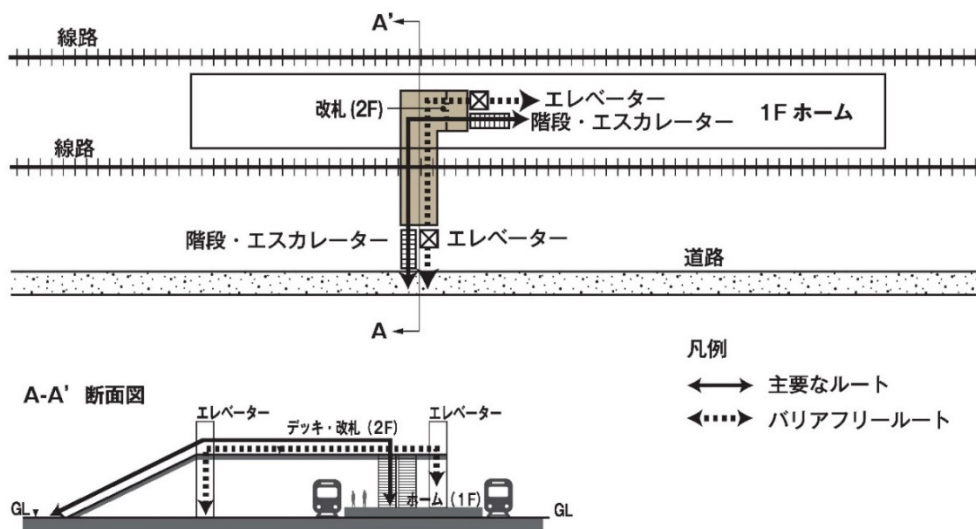 A'
線路
改札(2F)
エレベーター
階段・エスカレーター
1F ホーム
線路
階段・エスカレーター
エレベーター
道路
A
凡例
主要なルート
バリアフリールート
A-A' 断面図
エレベーター
デッキ・改札(2F)
エレベーター
ホーム(1F)
GL
GL